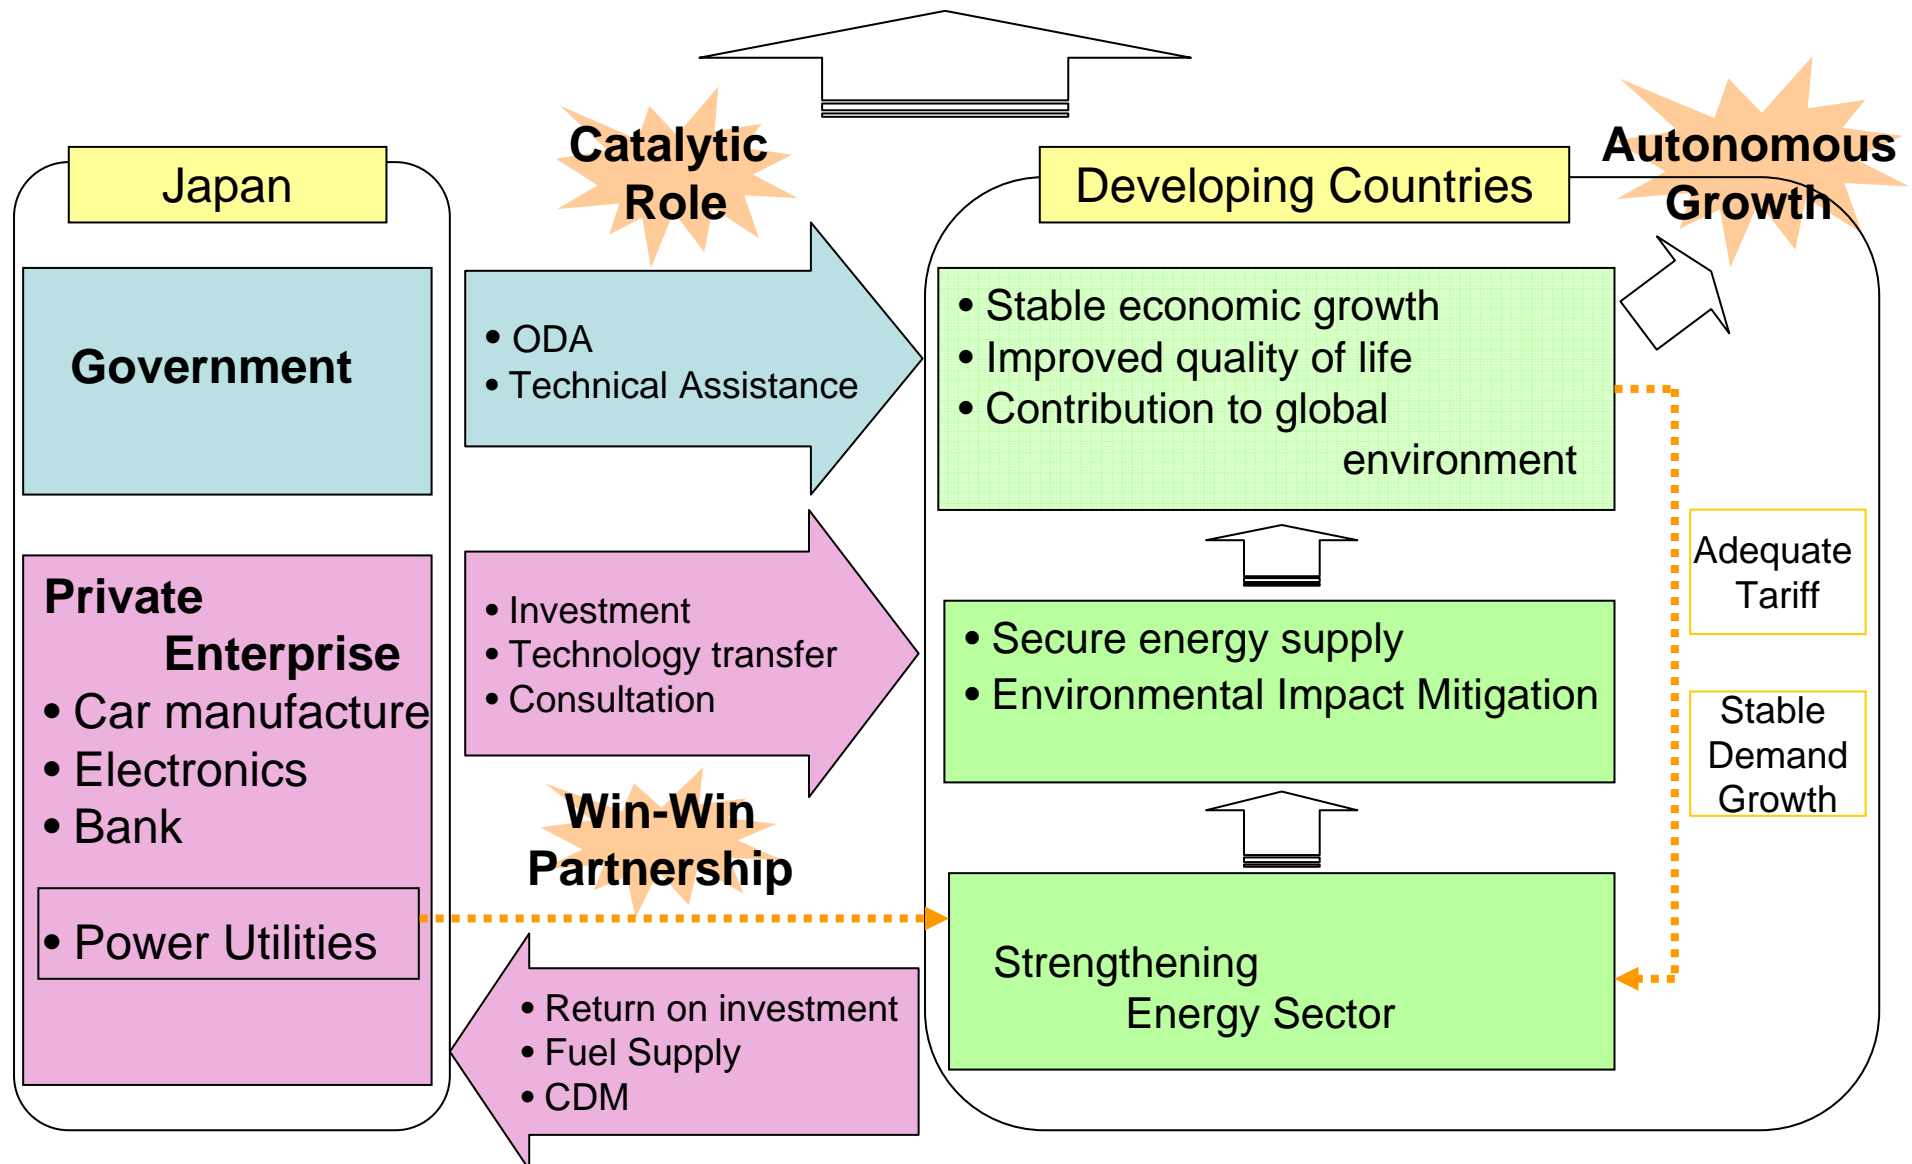 Japan
Government
Private
Enterprise
• Car manufacture
• Electronics
• Bank
• Power Utilities
Catalytic
Role
• ODA
• Technical Assistance
• Investment
• Technology transfer
• Consultation
Win-Win
Partnership
• Return on investment
• Fuel Supply
• CDM
Developing Countries
• Stable economic growth
• Improved quality of life
• Contribution to global
environment
• Secure energy supply
• Environmental Impact Mitigation
Strengthening
Energy Sector
Autonomous
Growth
Adequate
Tariff
Stable
Demand
Growth